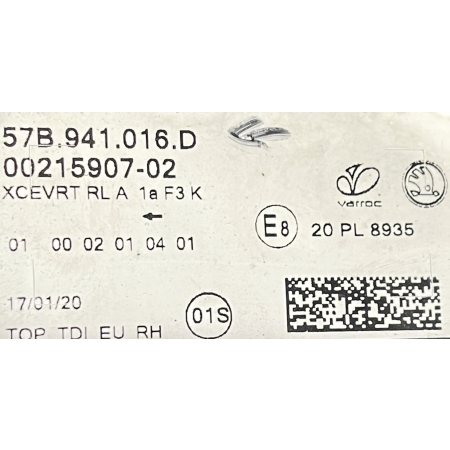 57B.941.016.D
00215907-02
XCEVRT RL A 1a F3 K
varroc
01 00 02 01 04 01
E8 20 PL 8935
17/01/20
01S
TOP TDI EU RH